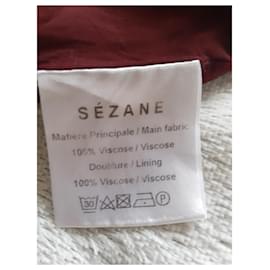 SÉZANE
Matière Principale / Main fabric
100% Viscose / Viscose
Doublure / Lining
100% Viscose / Viscose
30 P